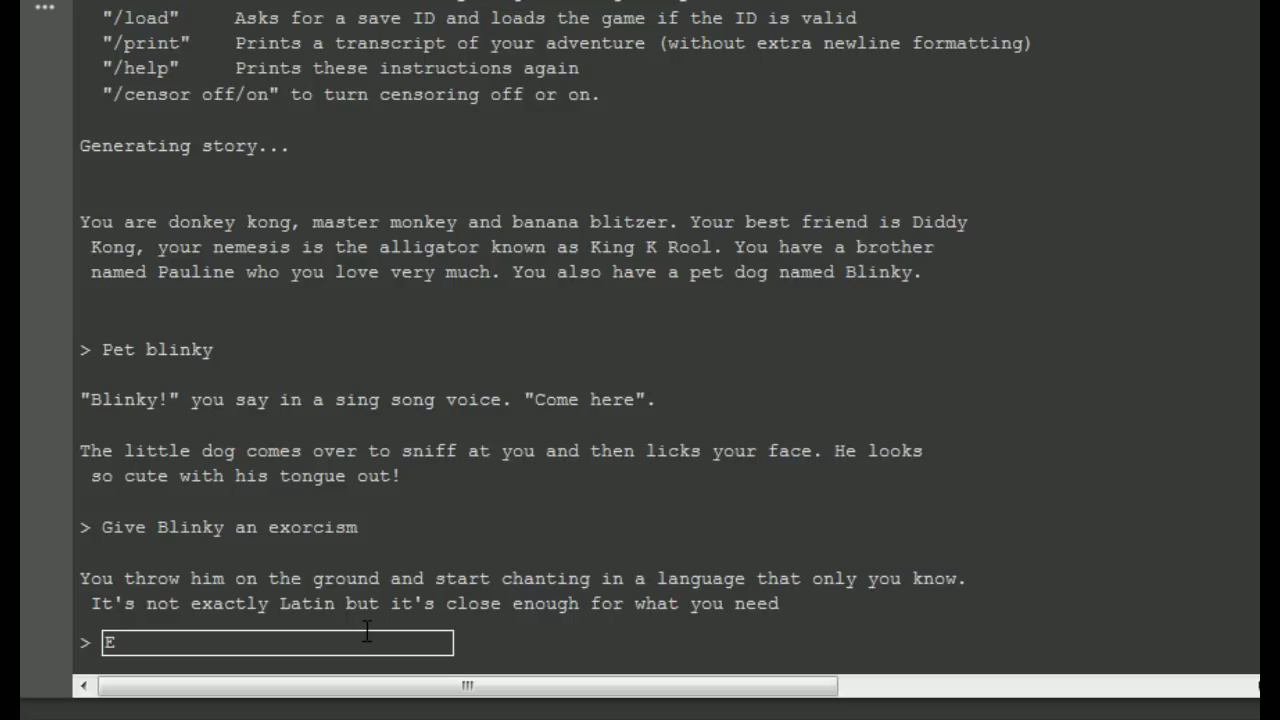 "/load" Asks for a save ID and loads the game if the ID is valid
"/print" Prints a transcript of your adventure (without extra newline formatting)
"/help" Prints these instructions again
"/censor off/on" to turn censoring off or on.
Generating story...
You are donkey kong, master monkey and banana blitzer. Your best friend is Diddy
Kong, your nemesis is the alligator known as King K Rool. You have a brother
named Pauline who you love very much. You also have a pet dog named Blinky.
> Pet blinky
"Blinky!" you say in a sing song voice. "Come here".
The little dog comes over to sniff at you and then licks your face. He looks
so cute with his tongue out!
> Give Blinky an exorcism
You throw him on the ground and start chanting in a language that only you know.
It's not exactly Latin but it's close enough for what you need
> E